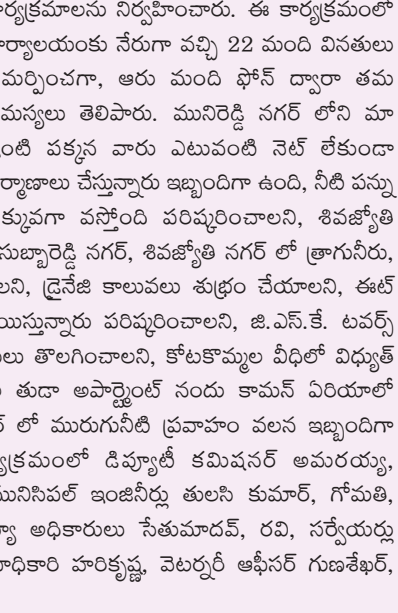 ార్యక్రమాలను నిర్వహించారు. ఈ కార్యక్రమంలో
ార్యాలయంకు నేరుగా వచ్చి 22 మంది వినతులు
మర్పించగా, ఆరు మంది ఫోన్ ద్వారా తమ
మస్యలు తెలిపారు. మునిరెడ్డి నగర్ లోని మా
ంటి పక్కన వారు ఎటువంటి నెట్ లేకుండా
ర్మాణాలు చేస్తున్నారు ఇబ్బందిగా ఉంది, నీటి పన్ను
క్కువగా వస్తోంది పరిష్కరించాలని, శివజ్యోతి
సుబ్బారెడ్డి నగర్, శివజ్యోతి నగర్ లో త్రాగునీరు,
లని, డ్రైనేజి కాలువలు శుభ్రం చేయాలని, ఈట్
యిస్తున్నారు పరిష్కరించాలని, జి.ఎస్.కే. టవర్స్
లు తొలగించాలని, కోటకొమ్మల వీధిలో విధ్యుత్
తుడా అపార్ట్మెంట్ నందు కామన్ ఏరియాలో
ర్ లో మురుగునీటి ప్రవాహం వలన ఇబ్బందిగా
్యక్రమంలో డిప్యూటీ కమిషనర్ అమరయ్య,
మునిసిపల్ ఇంజినీర్లు తులసి కుమార్, గోమతి,
్యా అధికారులు సేతుమాదవ్, రవి, సర్వేయర్లు
ాధికారి హరికృష్ణ, వెటర్నరీ ఆఫీసర్ గుణశేఖర్,